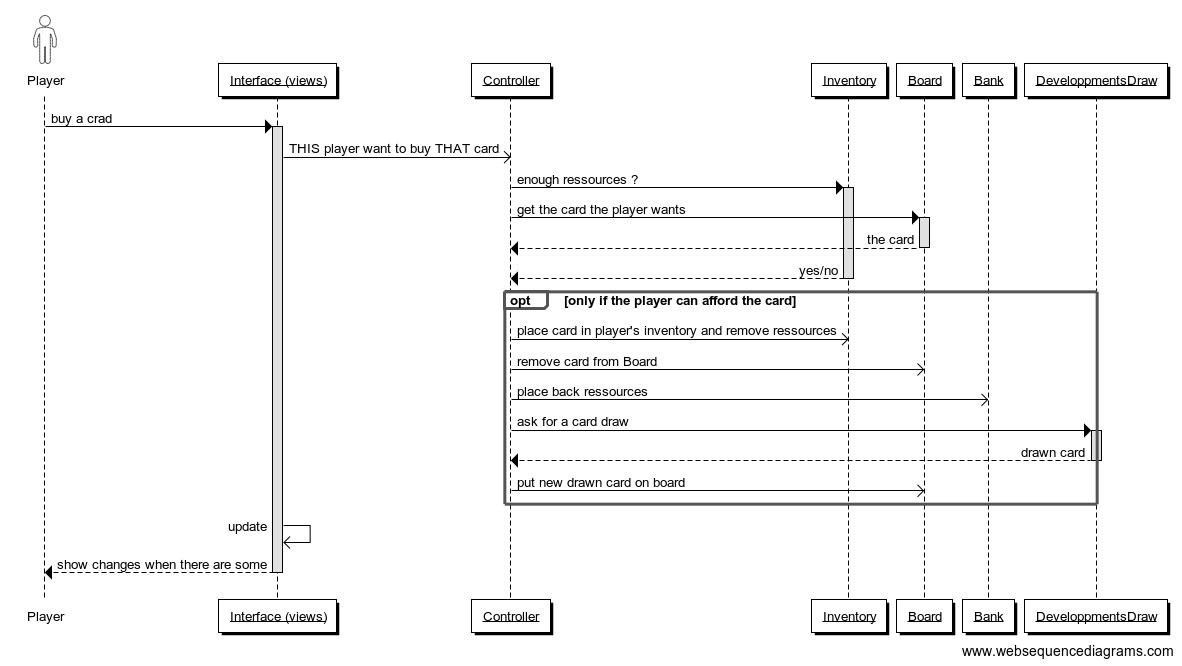 Player
Interface (views)
Controller
Inventory
Board
Bank
DeveloppmentsDraw
buy a crad
THIS player want to buy THAT card
enough ressources ?
get the card the player wants
the card
yes/no
opt [only if the player can afford the card]
place card in player's inventory and remove ressources
remove card from Board
place back ressources
ask for a card draw
drawn card
put new drawn card on board
update
show changes when there are some
Player
Interface (views)
Controller
Inventory
Board
Bank
DeveloppmentsDraw
www.websequencediagrams.com